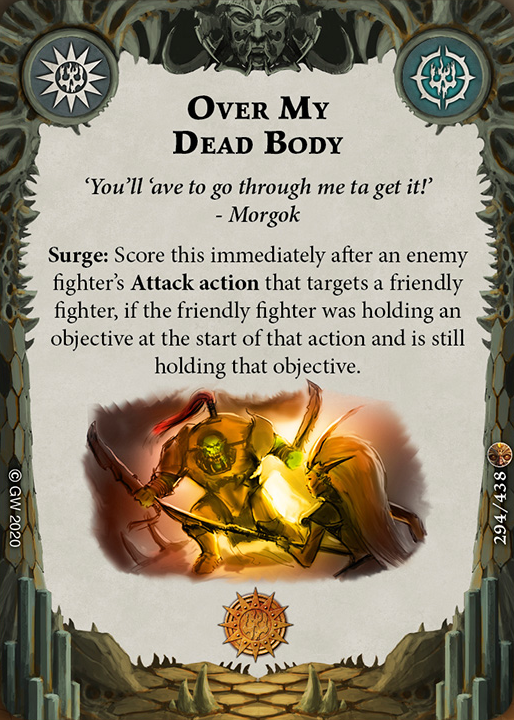 Over My
Dead Body
‘You’ll ‘ave to go through me ta get it!’
- Morgok
Surge: Score this immediately after an enemy
fighter’s Attack action that targets a friendly
fighter, if the friendly fighter was holding an
objective at the start of that action and is still
holding that objective.
© GW 2020
294/438